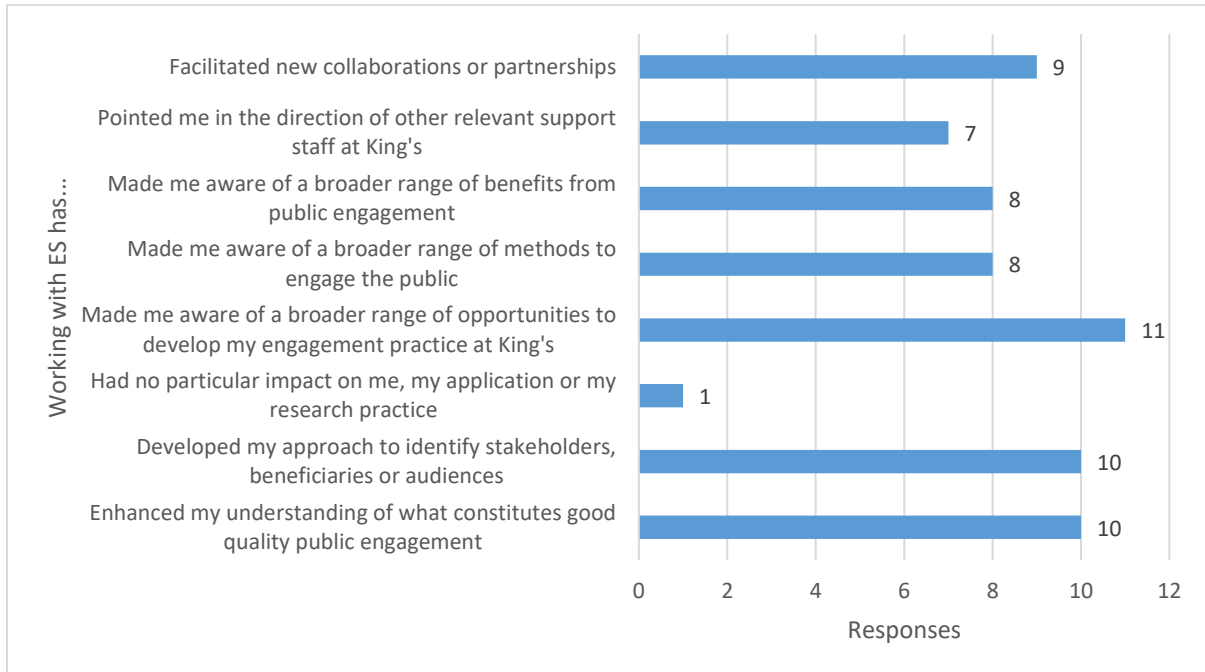 Working with ES has...
Facilitated new collaborations or partnerships
9
Pointed me in the direction of other relevant support
staff at King's
7
Made me aware of a broader range of benefits from
public engagement
8
Made me aware of a broader range of methods to
engage the public
8
Made me aware of a broader range of opportunities to
develop my engagement practice at King's
11
Had no particular impact on me, my application or my
research practice
1
Developed my approach to identify stakeholders,
beneficiaries or audiences
10
Enhanced my understanding of what constitutes good
quality public engagement
10
0 2 4 6 8 10 12
Responses